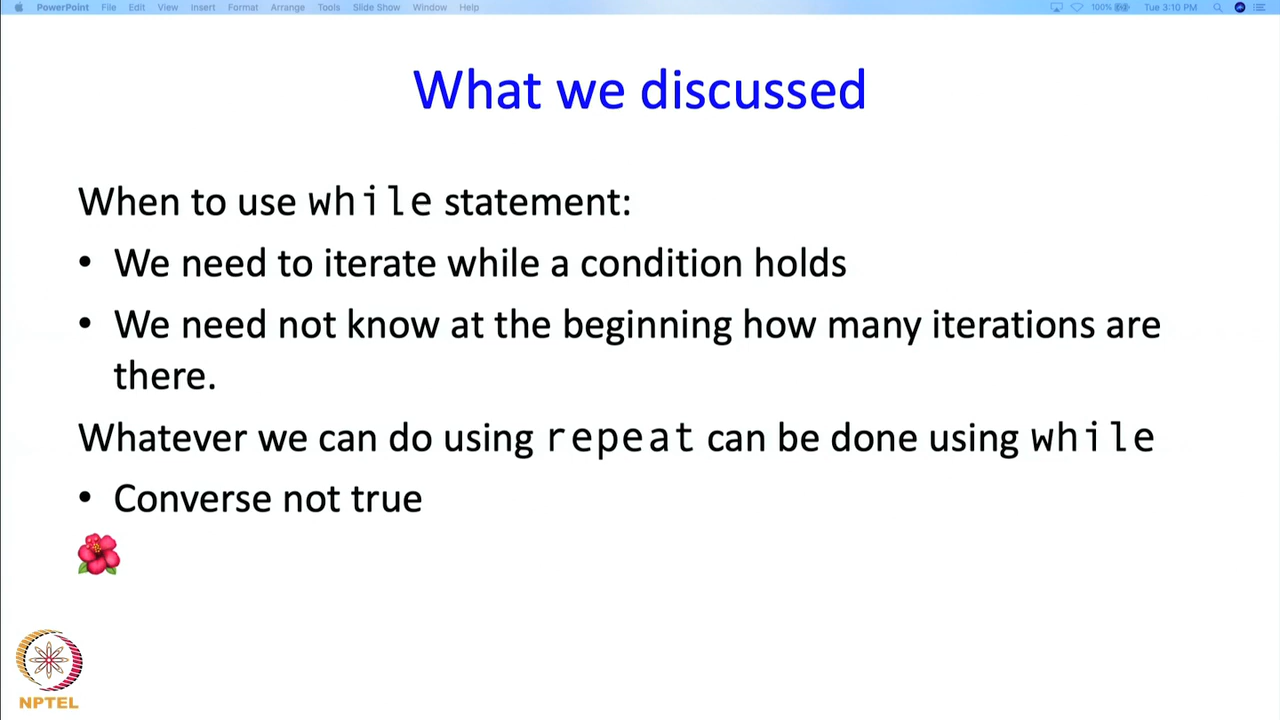 PowerPoint File Edit View Insert Format Arrange Tools Slide Show Window Help 100% Tue 3:10 PM
What we discussed
When to use while statement:
• We need to iterate while a condition holds
• We need not know at the beginning how many iterations are
there.
Whatever we can do using repeat can be done using while
• Converse not true
NPTEL